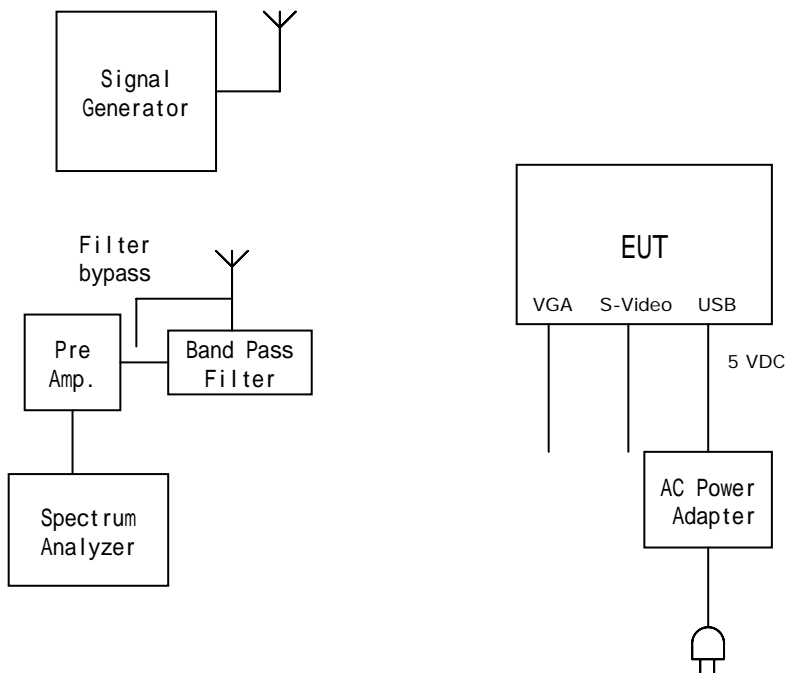 Signal
Generator
Filter
bypass
Pre
Amp.
Band Pass
Filter
Spectrum
Analyzer
EUT
VGA S-Video USB
5 VDC
AC Power
Adapter